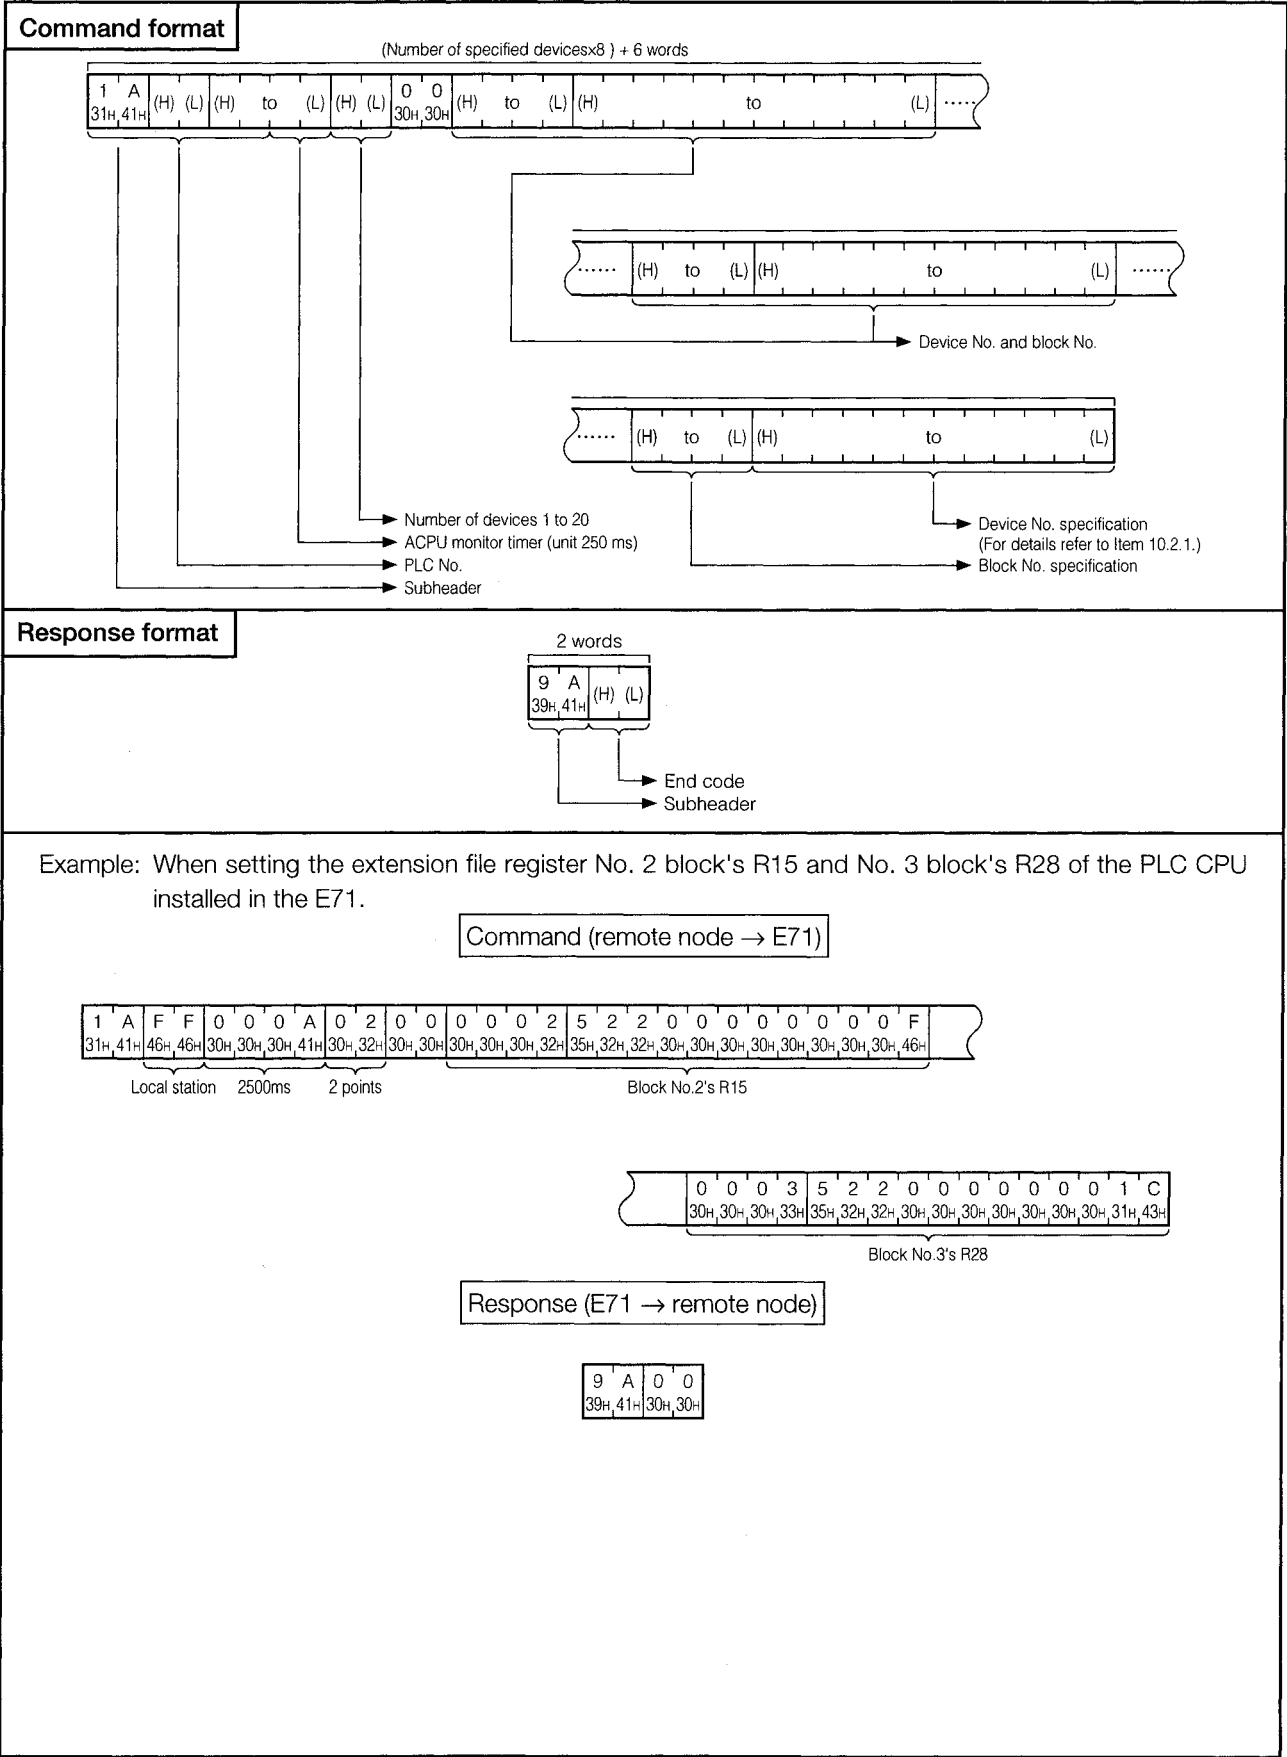 Command format
(Number of specified devicesx8 ) + 6 words
1 A (H) (L) (H) to (L) (H) (L) 0 0 (H) to (L) (H) to (L) ·····
31H 41H 30H 30H
······ (H) to (L) (H) to (L) ······
Device No. and block No.
······ (H) to (L) (H) to (L)
Number of devices 1 to 20
ACPU monitor timer (unit 250 ms)
PLC No.
Subheader
Device No. specification
(For details refer to Item 10.2.1.)
Block No. specification
Response format
2 words
9 A (H) (L)
39H 41H
End code
Subheader
Example: When setting the extension file register No. 2 block's R15 and No. 3 block's R28 of the PLC CPU
installed in the E71.
Command (remote node → E71)
1 A F F 0 0 0 A 0 2 0 0 0 0 0 2 5 2 2 0 0 0 0 0 0 0 0 F
31H 41H 46H 46H 30H 30H 30H 41H 30H 32H 30H 30H 30H 30H 30H 32H 35H 32H 32H 30H 30H 30H 30H 30H 30H 30H 30H 46H
Local station 2500ms 2 points Block No.2's R15
0 0 0 3 5 2 2 0 0 0 0 0 0 0 1 C
30H 30H 30H 33H 35H 32H 32H 30H 30H 30H 30H 30H 30H 30H 31H 43H
Block No.3's R28
Response (E71 → remote node)
9 A 0 0
39H 41H 30H 30H